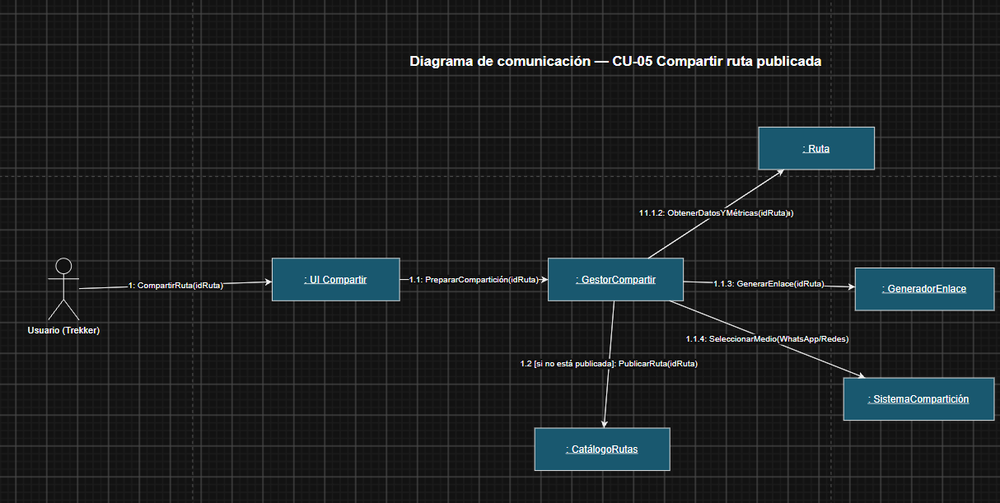 Diagrama de comunicación — CU-05 Compartir ruta publicada
: Ruta
11.1.2: ObtenerDatosYMétricas(idRuta)s)
1: CompartirRuta(idRuta)
: UI Compartir
1.1: PrepararCompartición(idRuta)
: GestorCompartir
1.1.3: GenerarEnlace(idRuta)
: GeneradorEnlace
Usuario (Trekker)
1.1.4: SeleccionarMedio(WhatsApp/Redes)
1.2 [si no está publicada]: PublicarRuta(idRuta)
: SistemaCompartición
: CatálogoRutas